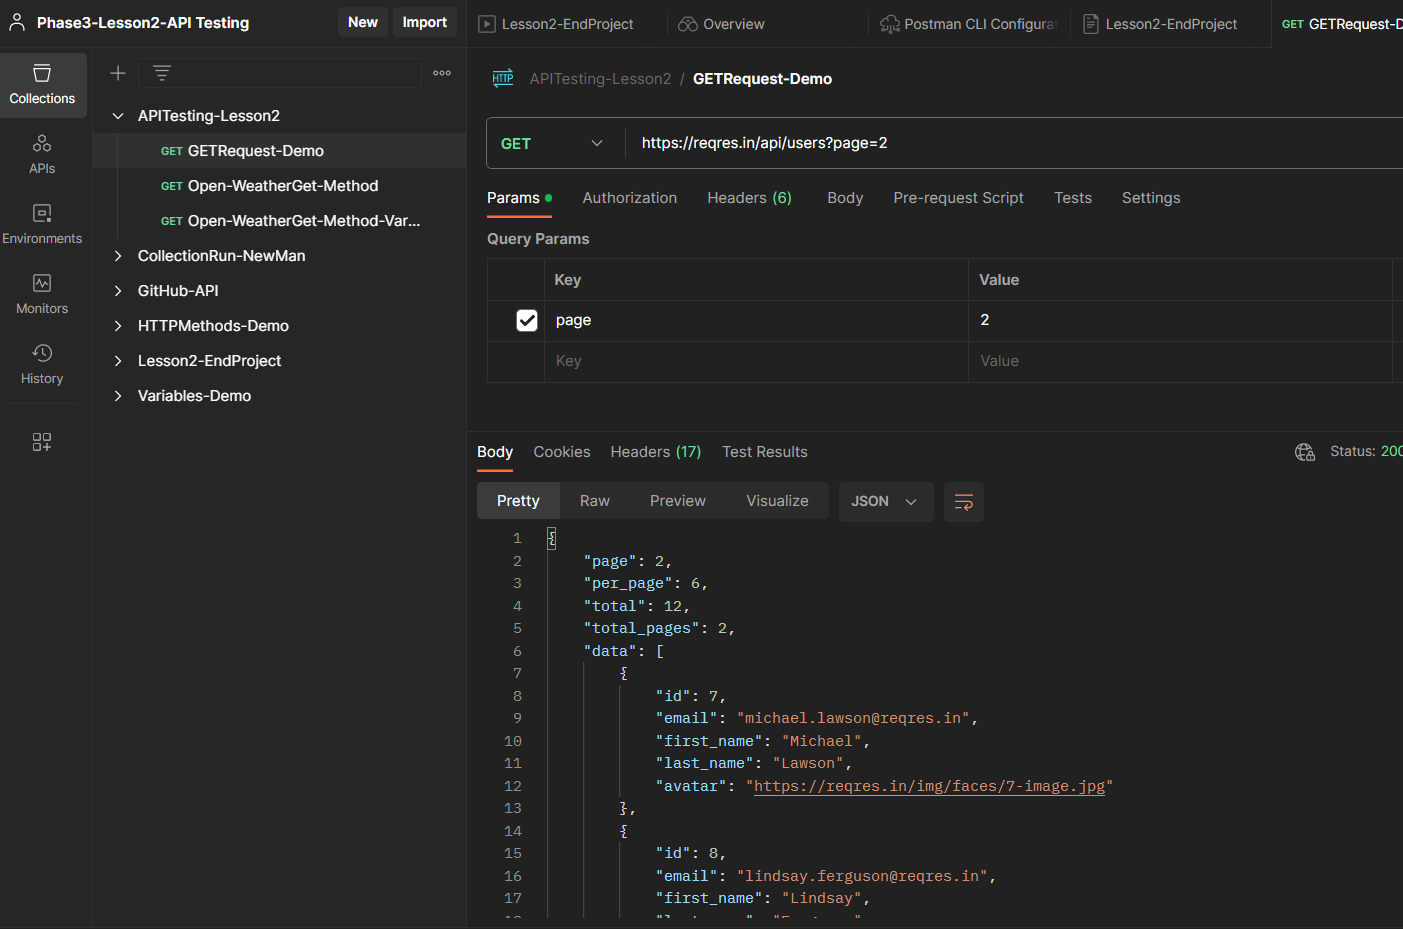 Phase3-Lesson2-API Testing
New
Import
Lesson2-EndProject
Overview
Postman CLI Configura
Lesson2-EndProject
GET GETRequest-D
Collections
APIs
Environments
Monitors
History
APITesting-Lesson2
GET GETRequest-Demo
GET Open-WeatherGet-Method
GET Open-WeatherGet-Method-Var...
CollectionRun-NewMan
GitHub-API
HTTPMethods-Demo
Lesson2-EndProject
Variables-Demo
HTTP APITesting-Lesson2 / GETRequest-Demo
GET https://reqres.in/api/users?page=2
Params Authorization Headers (6) Body Pre-request Script Tests Settings
Query Params
Key Value
page 2
Key Value
Body Cookies Headers (17) Test Results Status: 200
Pretty Raw Preview Visualize JSON
1 {
2 "page": 2,
3 "per_page": 6,
4 "total": 12,
5 "total_pages": 2,
6 "data": [
7 {
8 "id": 7,
9 "email": "michael.lawson@reqres.in",
10 "first_name": "Michael",
11 "last_name": "Lawson",
12 "avatar": "https://reqres.in/img/faces/7-image.jpg"
13 },
14 {
15 "id": 8,
16 "email": "lindsay.ferguson@reqres.in",
17 "first_name": "Lindsay",